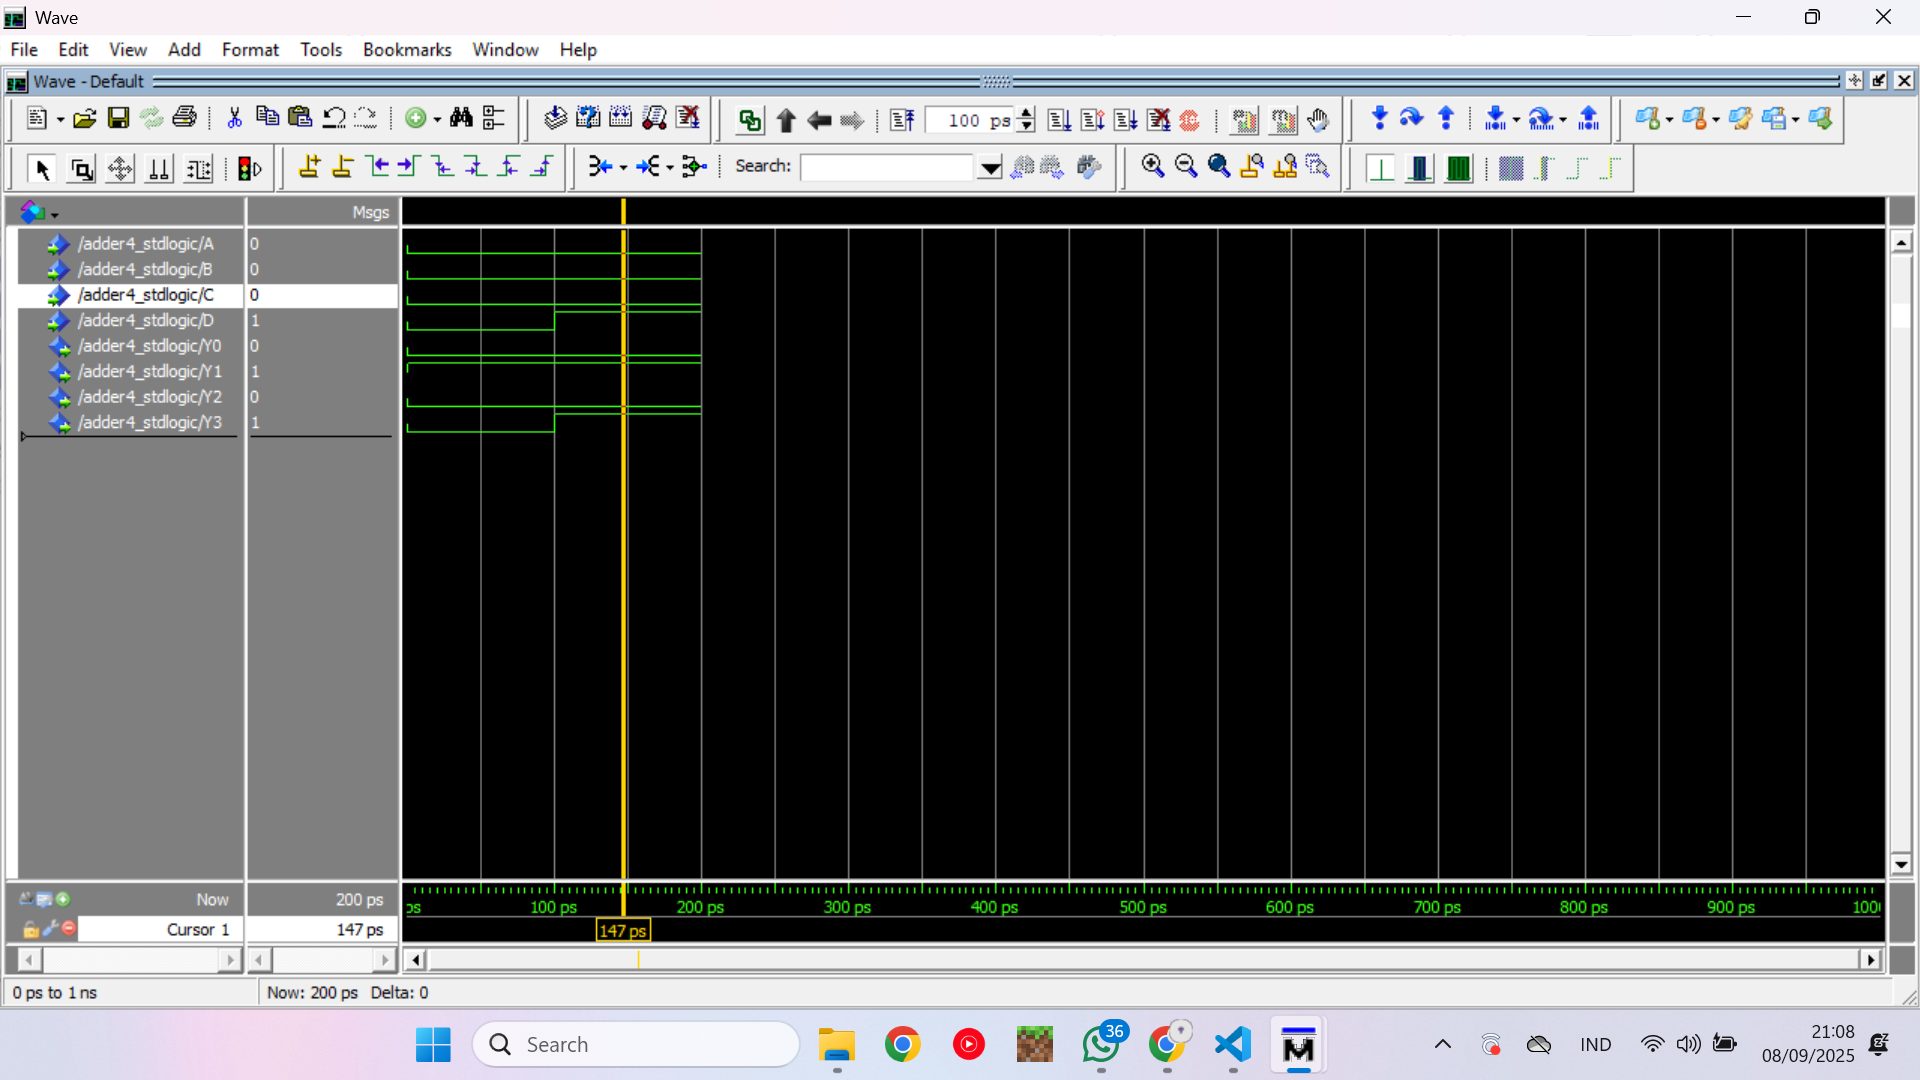 Wave
File Edit View Add Format Tools Bookmarks Window Help
Wave - Default
100 ps
Search:
Msgs
/adder4_stdlogic/A 0
/adder4_stdlogic/B 0
/adder4_stdlogic/C 0
/adder4_stdlogic/D 1
/adder4_stdlogic/Y0 0
/adder4_stdlogic/Y1 1
/adder4_stdlogic/Y2 0
/adder4_stdlogic/Y3 1
Now 200 ps
ps 100 ps 200 ps 300 ps 400 ps 500 ps 600 ps 700 ps 800 ps 900 ps 100
Cursor 1 147 ps
147 ps
0 ps to 1 ns Now: 200 ps Delta: 0
Search
36
IND
21:08
08/09/2025